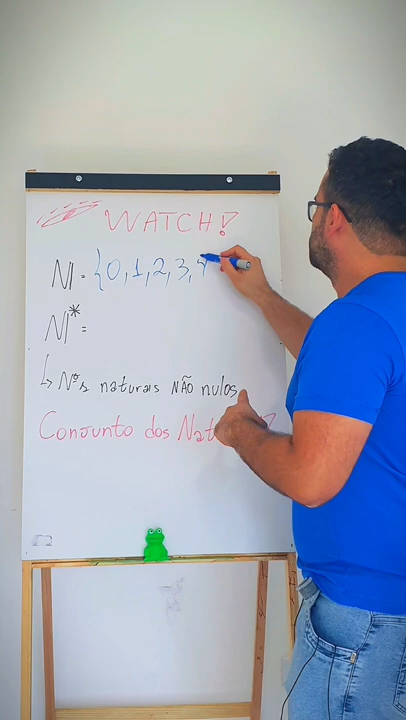 WATCH!
N = {0, 1, 2, 3, 4
N* =
↳ Nºs naturais NÃO nulos
Conjunto dos